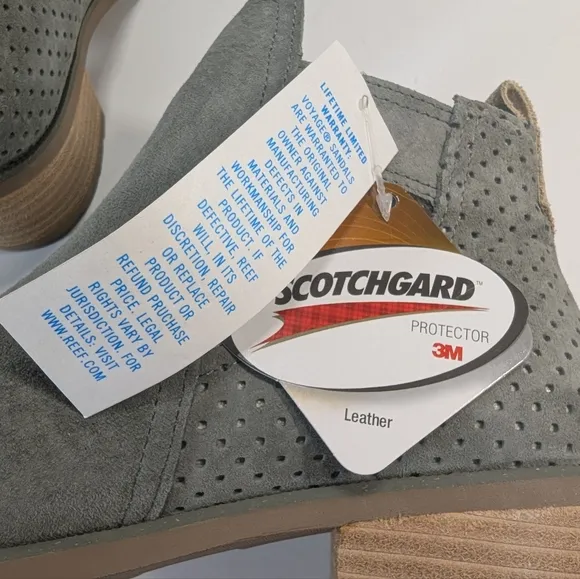 LIFETIME LIMITED
WARRANTY:
VOYAGE® SANDALS
ARE WARRANTED TO
THE ORIGINAL
OWNER AGAINST
MANUFACTURING
DEFECTS IN
MATERIALS AND
WORKMANSHIP FOR
THE LIFETIME OF THE
PRODUCT. IF
DEFECTIVE, REEF
WILL IN ITS
DISCRETION, REPAIR
OR REPLACE
PRODUCT OR
REFUND PRUCHASE
PRICE. LEGAL
RIGHTS VARY BY
JURISDICTION. FOR
DETAILS: VISIT
WWW.REEF.COM
SCOTCHGARD™
PROTECTOR
3M
Leather